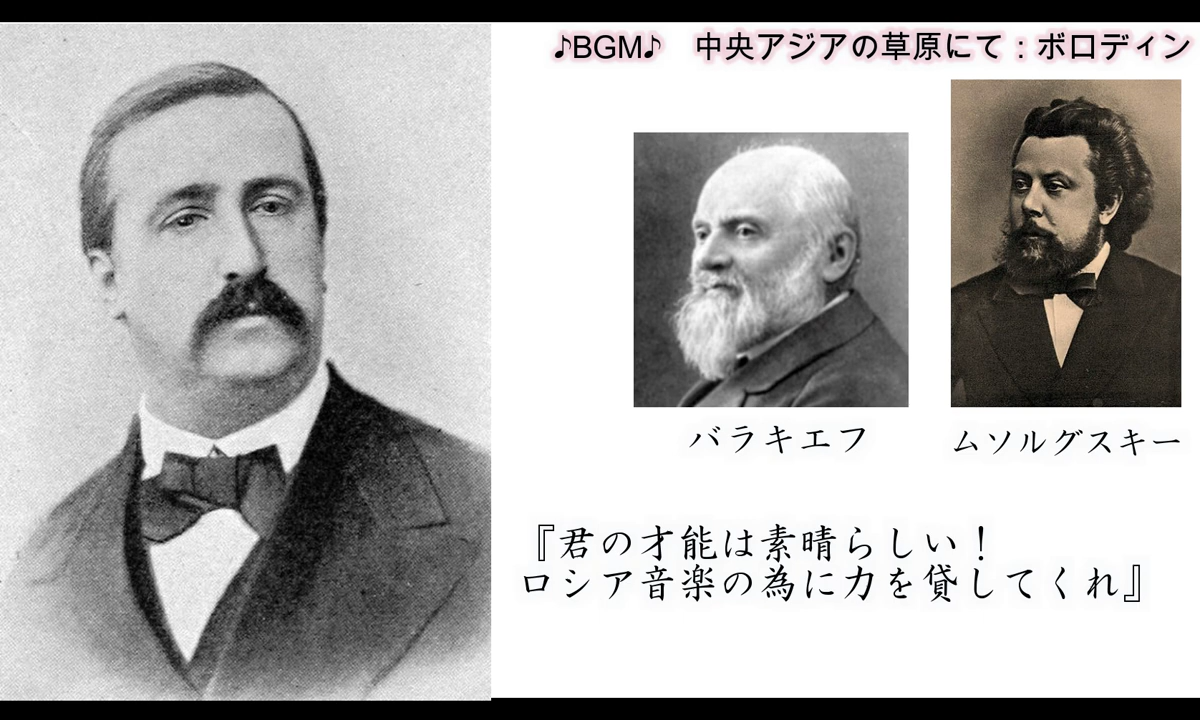 ♪BGM♪　中央アジアの草原にて：ボロディン
バラキエフ
ムソルグスキー
『君の才能は素晴らしい！
ロシア音楽の為に力を貸してくれ』